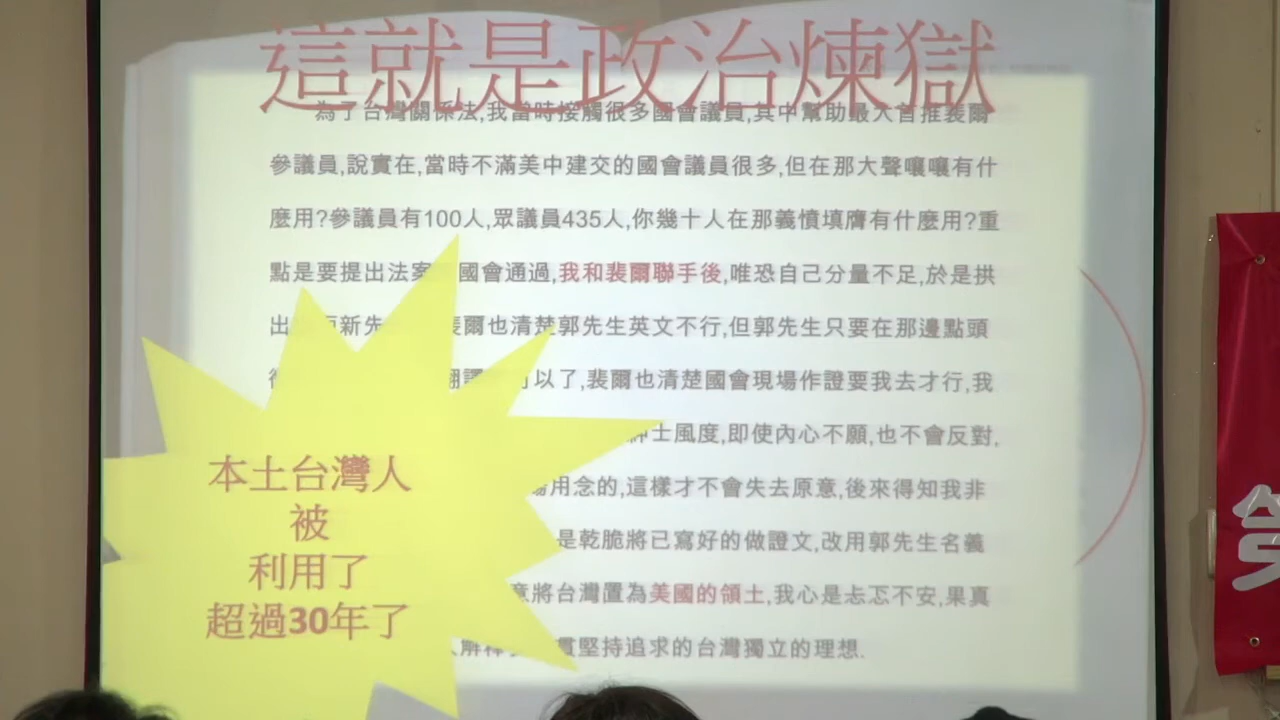 這就是政治煉獄
為了台灣關係法,我當時接觸很多國會議員,其中幫助最大首推裴爾
參議員,說實在,當時不滿美中建交的國會議員很多,但在那大聲嚷嚷有什
麼用?參議員有100人,眾議員435人,你幾十人在那義憤填膺有什麼用?重
點是要提出法案 國會通過,我和裴爾聯手後,唯恐自己分量不足,於是拱
出 新先 裴爾也清楚郭先生英文不行,但郭先生只要在那邊點頭
翻譯 可以了,裴爾也清楚國會現場作證要我去才行,我
紳士風度,即使內心不願,也不會反對.
用念的,這樣才不會失去原意,後來得知我非
是乾脆將已寫好的做證文,改用郭先生名義
意將台灣置為美國的領土,我心是忐忑不安,果真
人解釋 貫堅持追求的台灣獨立的理想.
本土台灣人
被
利用了
超過30年了